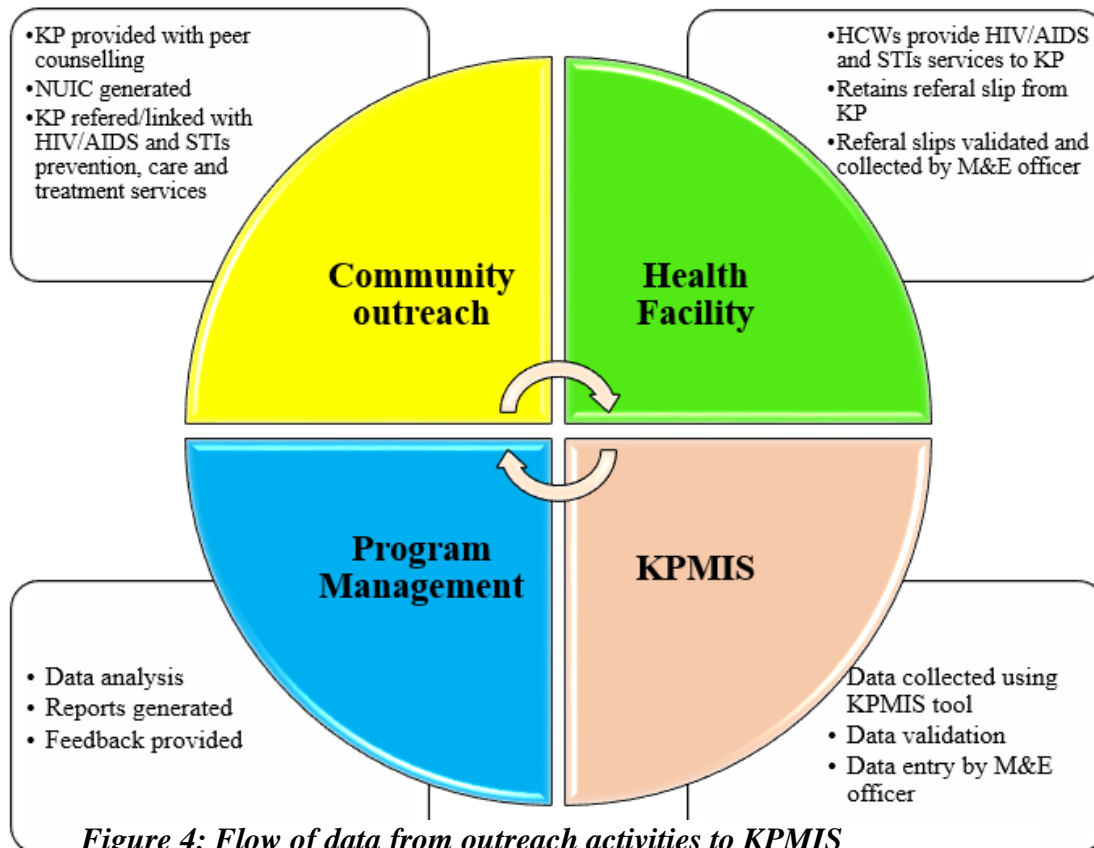 •KP provided with peer
counselling
•NUIC generated
•KP refered/linked with
HIV/AIDS and STIs
prevention, care and
treatment services
•HCWs provide HIV/AIDS
and STIs services to KP
•Retains referal slip from
KP
•Referal slips validated and
collected by M&E officer
Community
outreach
Health
Facility
Program
Management
KPMIS
• Data analysis
• Reports generated
• Feedback provided
Data collected using
KPMIS tool
• Data validation
• Data entry by M&E
officer
Figure 4: Flow of data from outreach activities to KPMIS